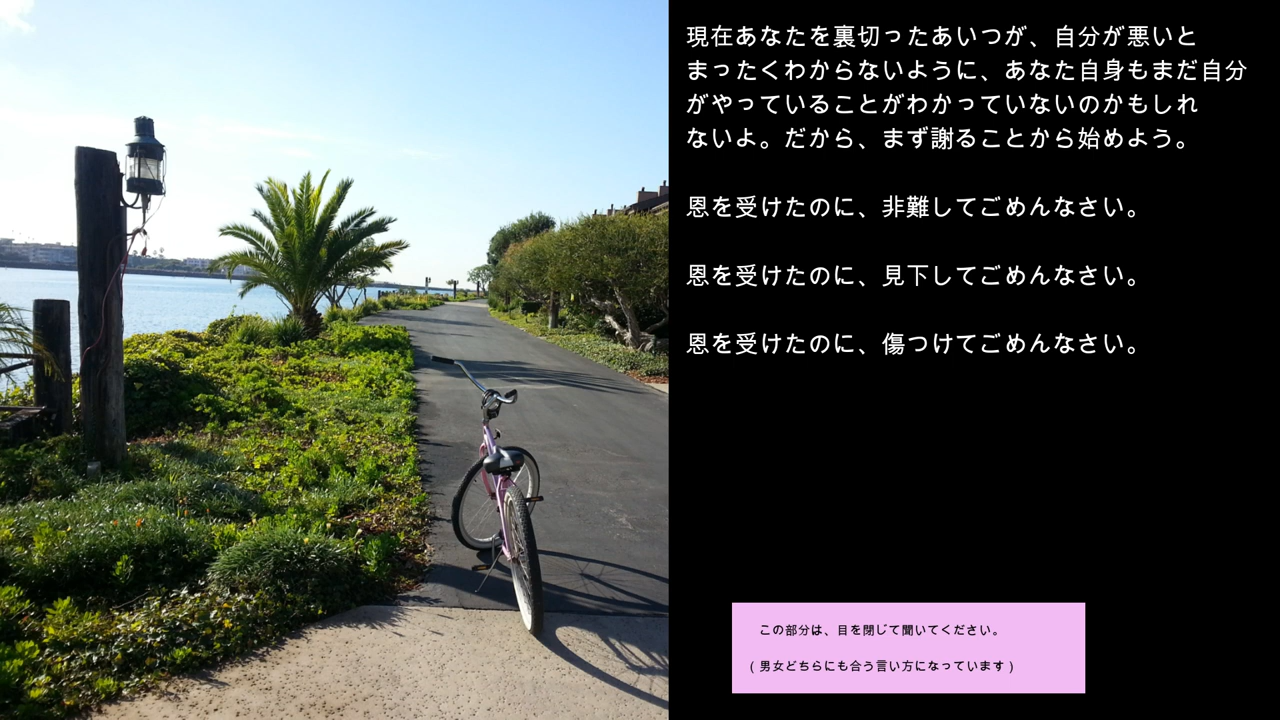 現在あなたを裏切ったあいつが、自分が悪いと
まったくわからないように、あなた自身もまだ自分
がやっていることがわかっていないのかもしれ
ないよ。だから、まず謝ることから始めよう。
恩を受けたのに、非難してごめんなさい。
恩を受けたのに、見下してごめんなさい。
恩を受けたのに、傷つけてごめんなさい。
この部分は、目を閉じて聞いてください。
(男女どちらにも合う言い方になっています)